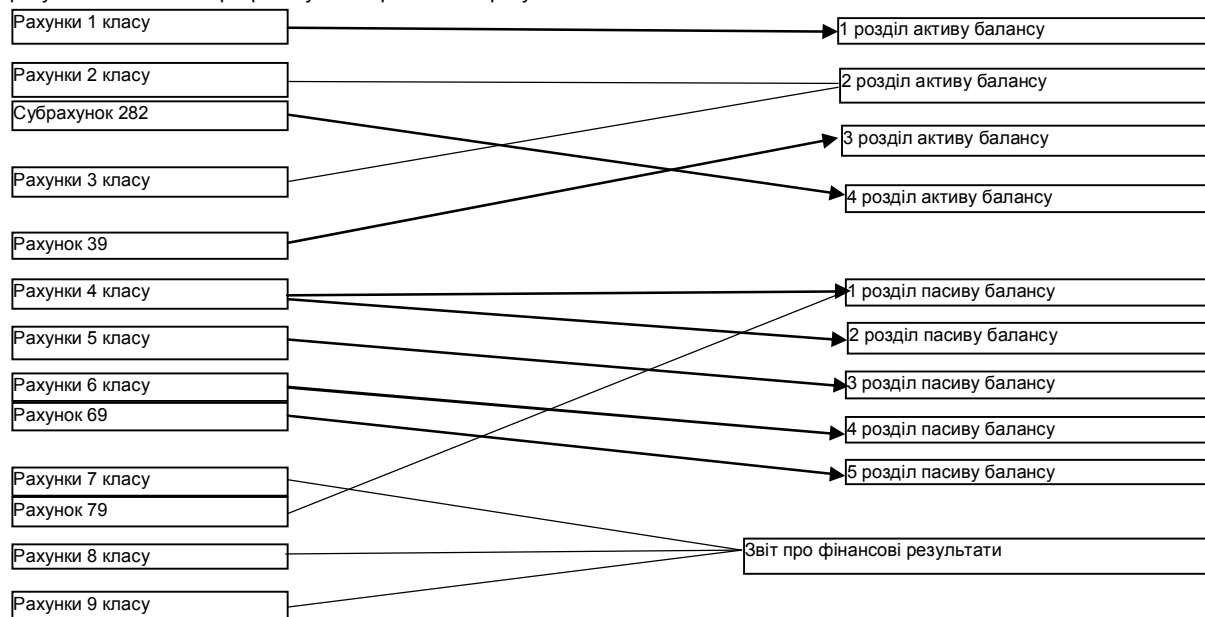 Рахунки 1 класу
1 розділ активу балансу
Рахунки 2 класу
2 розділ активу балансу
Субрахунок 282
3 розділ активу балансу
Рахунки 3 класу
4 розділ активу балансу
Рахунок 39
Рахунки 4 класу
1 розділ пасиву балансу
Рахунки 5 класу
2 розділ пасиву балансу
Рахунки 6 класу
3 розділ пасиву балансу
Рахунок 69
4 розділ пасиву балансу
Рахунки 7 класу
5 розділ пасиву балансу
Рахунок 79
Рахунки 8 класу
Звіт про фінансові результати
Рахунки 9 класу